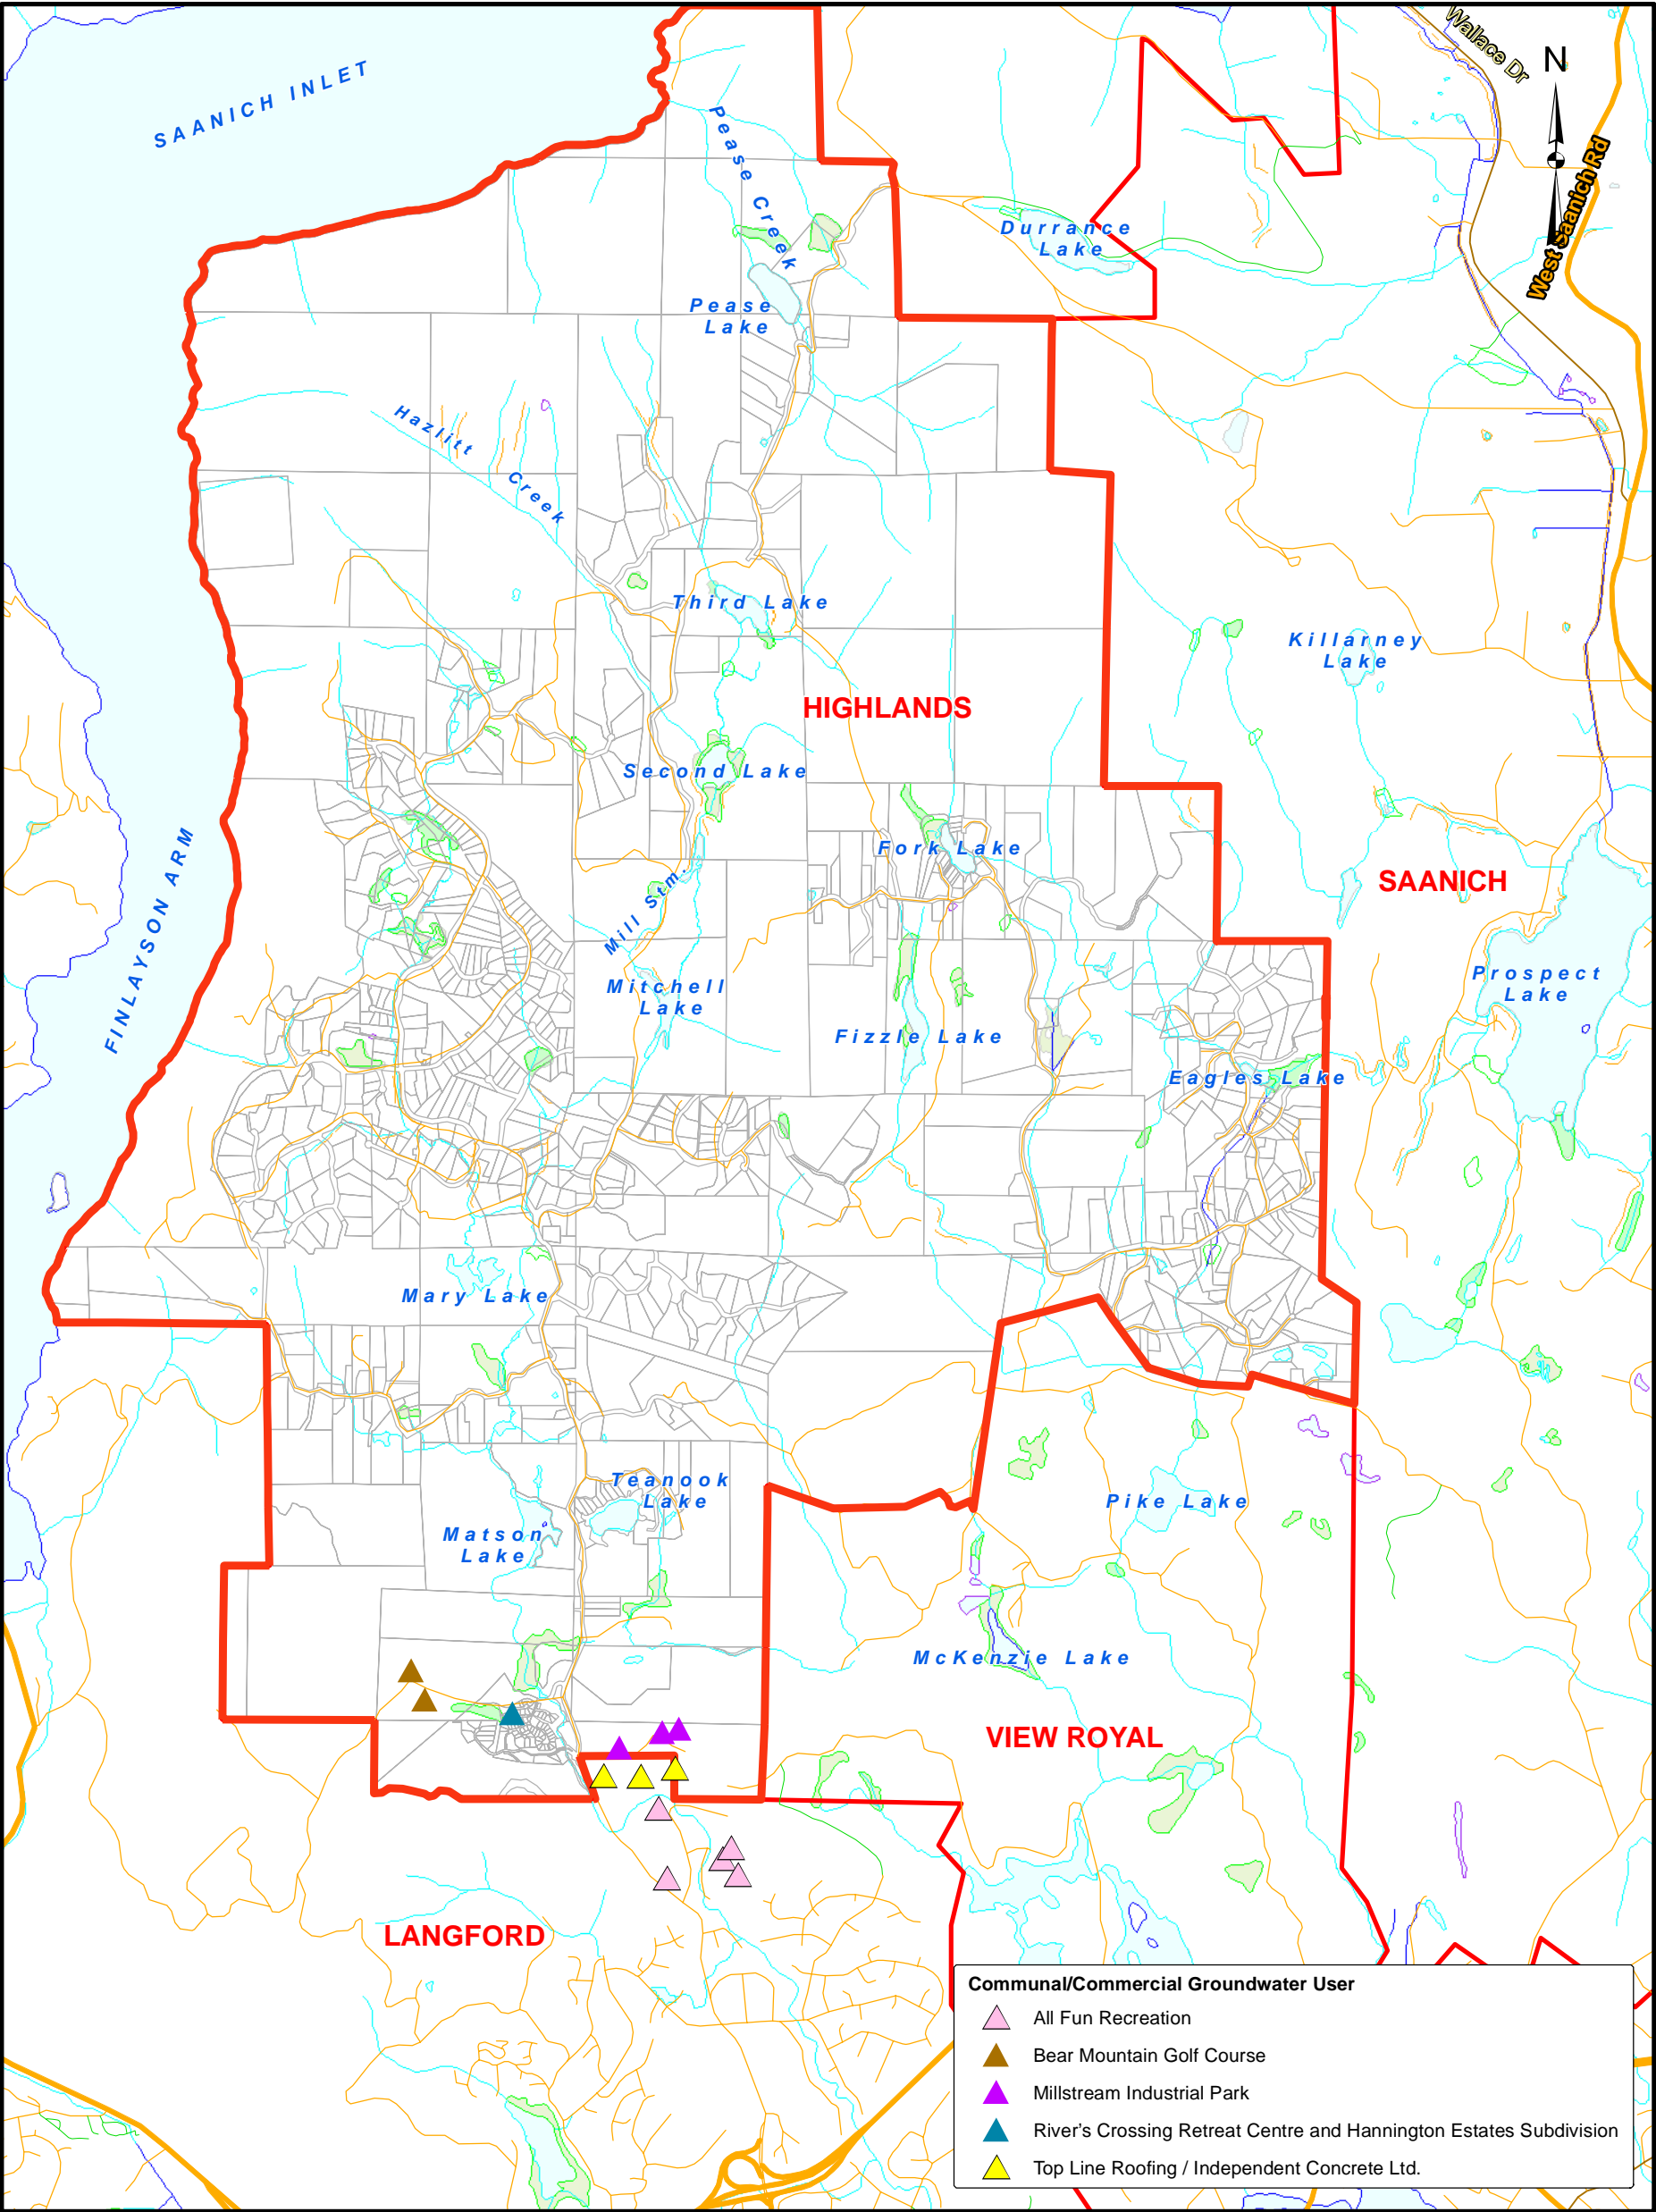 Wallace Dr
N
SAANICH INLET
West Saanich Rd
Pease Creek
Durrance
Lake
Pease
Lake
Hazlitt
Creek
Third Lake
Killarney
Lake
HIGHLANDS
Second Lake
Fork Lake
SAANICH
FINLAYSON ARM
Mill Stm.
Mitchell
Lake
Prospect
Lake
Fizzle Lake
Eagles Lake
Mary Lake
Teanook
Lake
Pike Lake
Matson
Lake
McKenzie Lake
VIEW ROYAL
LANGFORD
Communal/Commercial Groundwater User
All Fun Recreation
Bear Mountain Golf Course
Millstream Industrial Park
River's Crossing Retreat Centre and Hannington Estates Subdivision
Top Line Roofing / Independent Concrete Ltd.